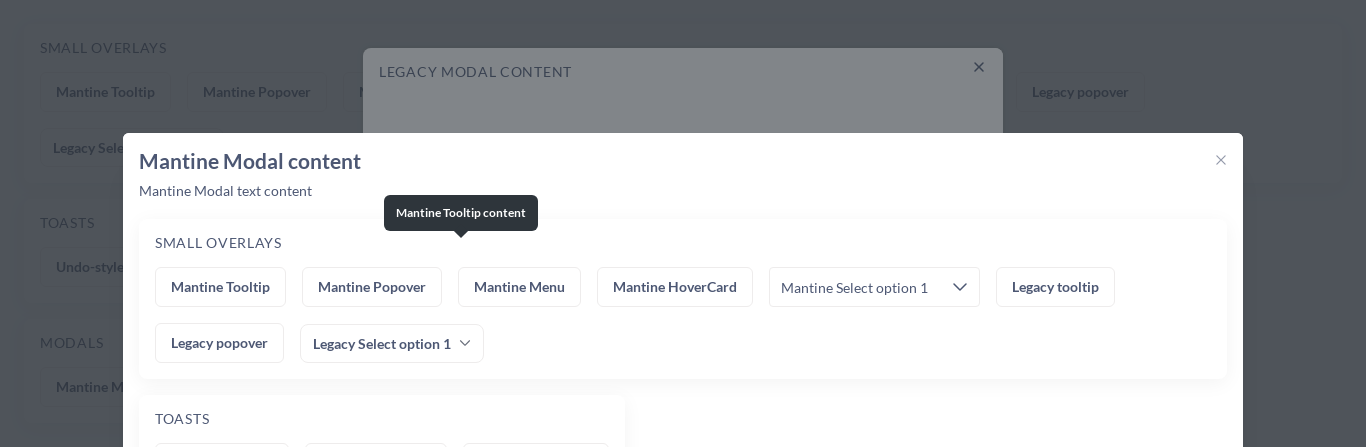 SMALL OVERLAYS
Mantine Tooltip
Mantine Popover
LEGACY MODAL CONTENT
Legacy popover
Legacy Sele
TOASTS
Undo-style
MODALS
Mantine M
Mantine Modal content
Mantine Modal text content
Mantine Tooltip content
SMALL OVERLAYS
Mantine Tooltip
Mantine Popover
Mantine Menu
Mantine HoverCard
Mantine Select option 1
Legacy tooltip
Legacy popover
Legacy Select option 1
TOASTS